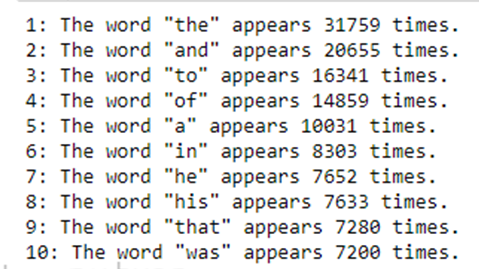 1: The word "the" appears 31759 times.
2: The word "and" appears 20655 times.
3: The word "to" appears 16341 times.
4: The word "of" appears 14859 times.
5: The word "a" appears 10031 times.
6: The word "in" appears 8303 times.
7: The word "he" appears 7652 times.
8: The word "his" appears 7633 times.
9: The word "that" appears 7280 times.
10: The word "was" appears 7200 times.